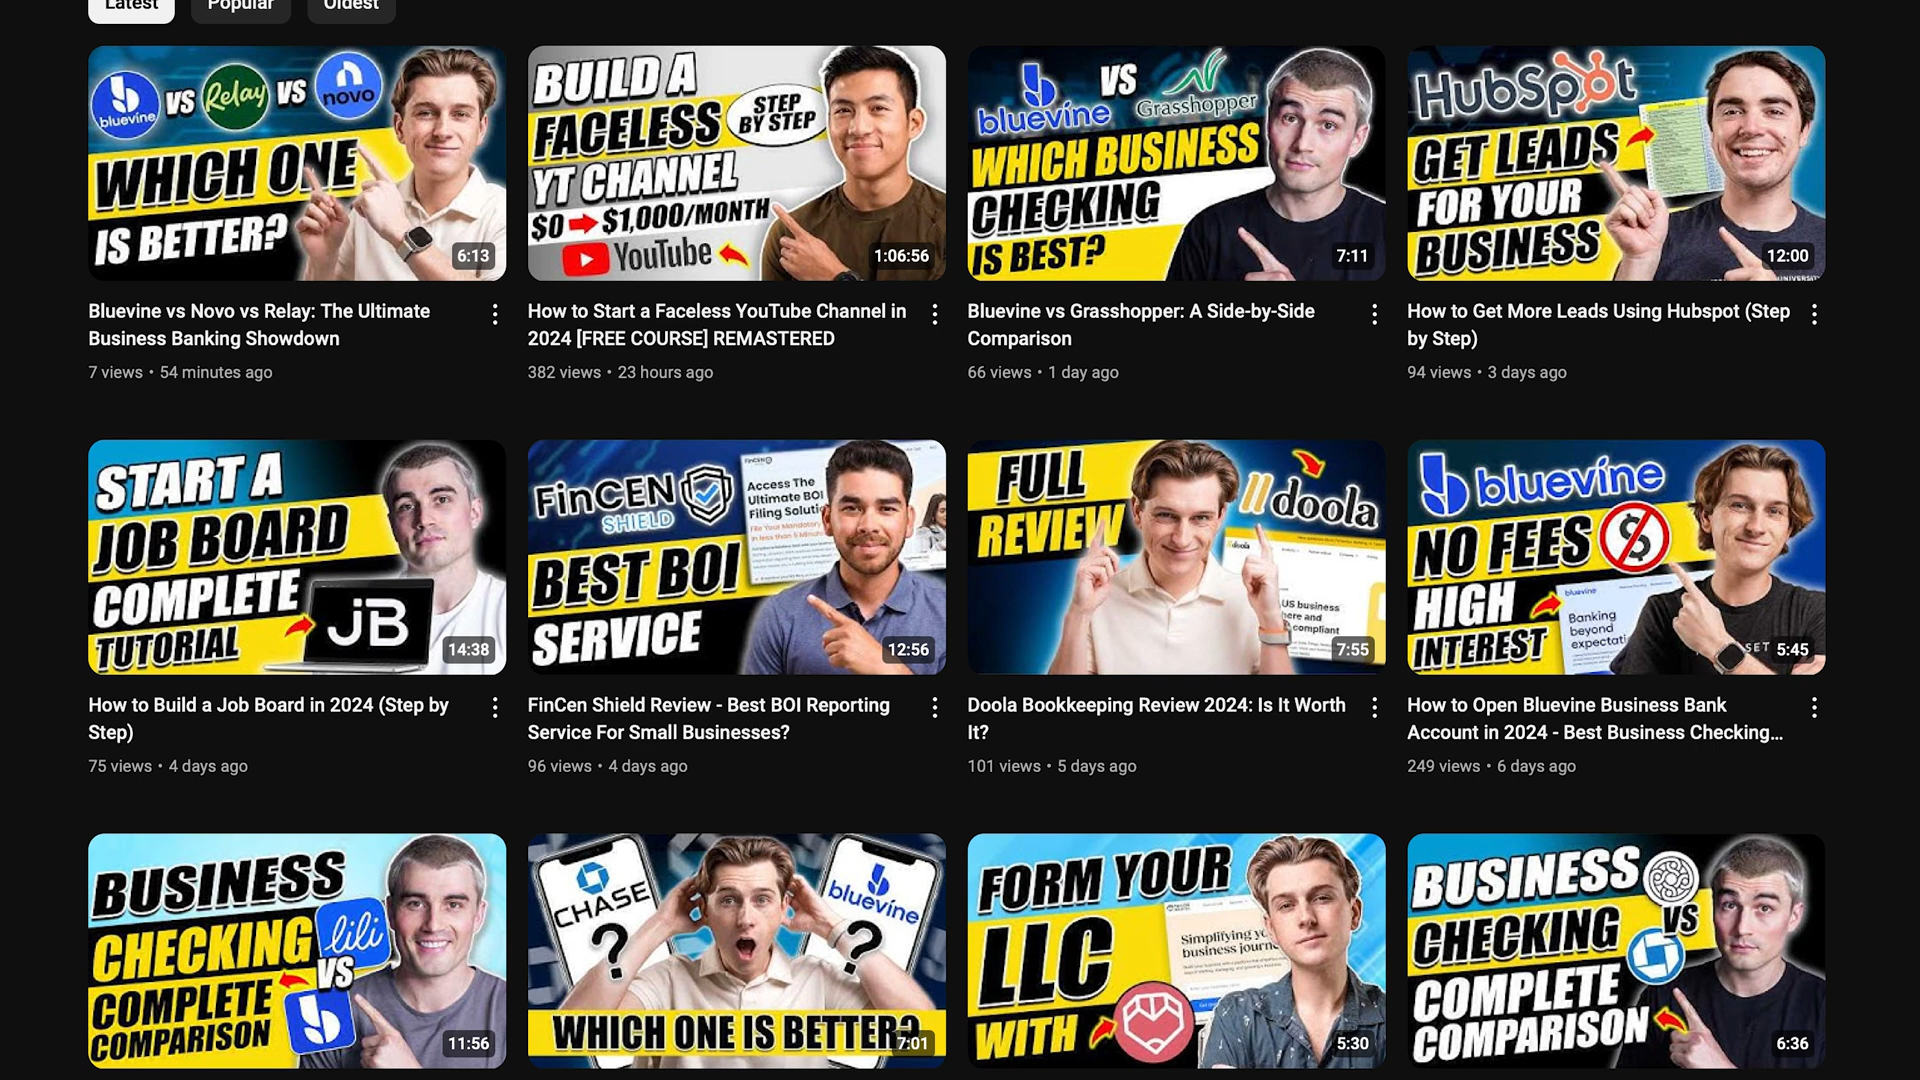 Latest
Popular
Oldest
bluevine
VS
Relay
VS
novo
WHICH ONE
IS BETTER?
6:13
BUILD A
FACELESS
YT CHANNEL
STEP
BY STEP
$0
$1,000/MONTH
YouTube
1:06:56
bluevine
VS
Grasshopper
WHICH BUSINESS
CHECKING
IS BEST?
7:11
HubSpot
GET LEADS
FOR YOUR
BUSINESS
12:00
Bluevine vs Novo vs Relay: The Ultimate
Business Banking Showdown
7 views • 54 minutes ago
How to Start a Faceless YouTube Channel in
2024 [FREE COURSE] REMASTERED
382 views • 23 hours ago
Bluevine vs Grasshopper: A Side-by-Side
Comparison
66 views • 1 day ago
How to Get More Leads Using Hubspot (Step
by Step)
94 views • 3 days ago
START A
JOB BOARD
COMPLETE
TUTORIAL
JB
14:38
FinCEN
SHIELD
Access The
Ultimate BOI
BEST BOI
SERVICE
12:56
FULL
REVIEW
doola
US business
compliant
7:55
bluevine
NO FEES
HIGH
INTEREST
bluevine
Banking
beyond
SET
5:45
How to Build a Job Board in 2024 (Step by
Step)
75 views • 4 days ago
FinCen Shield Review - Best BOI Reporting
Service For Small Businesses?
96 views • 4 days ago
Doola Bookkeeping Review 2024: Is It Worth
It?
101 views • 5 days ago
How to Open Bluevine Business Bank
Account in 2024 - Best Business Checking...
249 views • 6 days ago
BUSINESS
CHECKING
COMPLETE
COMPARISON
lili
VS
11:56
CHASE
?
bluevine
?
WHICH ONE IS BETTER?
7:01
FORM YOUR
LLC
WITH
Simplifying
business
5:30
BUSINESS
CHECKING
VS
COMPLETE
COMPARISON
6:36